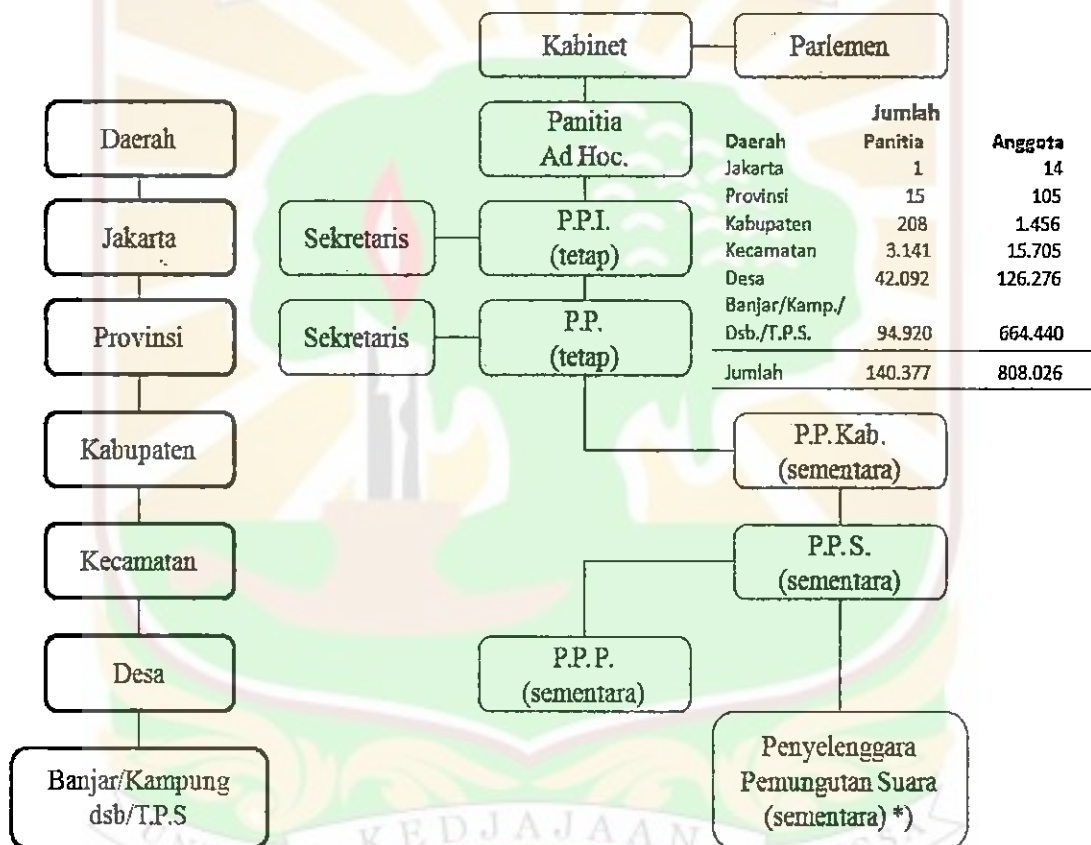 Kabinet
Parlemen
Daerah
Panitia
Ad Hoc.
Jumlah
Daerah Panitia Anggota
Jakarta 1 14
Provinsi 15 105
Kabupaten 208 1.456
Kecamatan 3.141 15.705
Desa 42.092 126.276
Banjar/Kamp./
Dsb./T.P.S. 94.920 664.440
Jumlah 140.377 808.026
Jakarta
Sekretaris
P.P.I.
(tetap)
Provinsi
Sekretaris
P.P.
(tetap)
Kabupaten
P.P.Kab.
(sementara)
Kecamatan
P.P.S.
(sementara)
Desa
P.P.P.
(sementara)
Banjar/Kampung
dsb/T.P.S
Penyelenggara
Pemungutan Suara
(sementara) *)
KEDJAJAAN